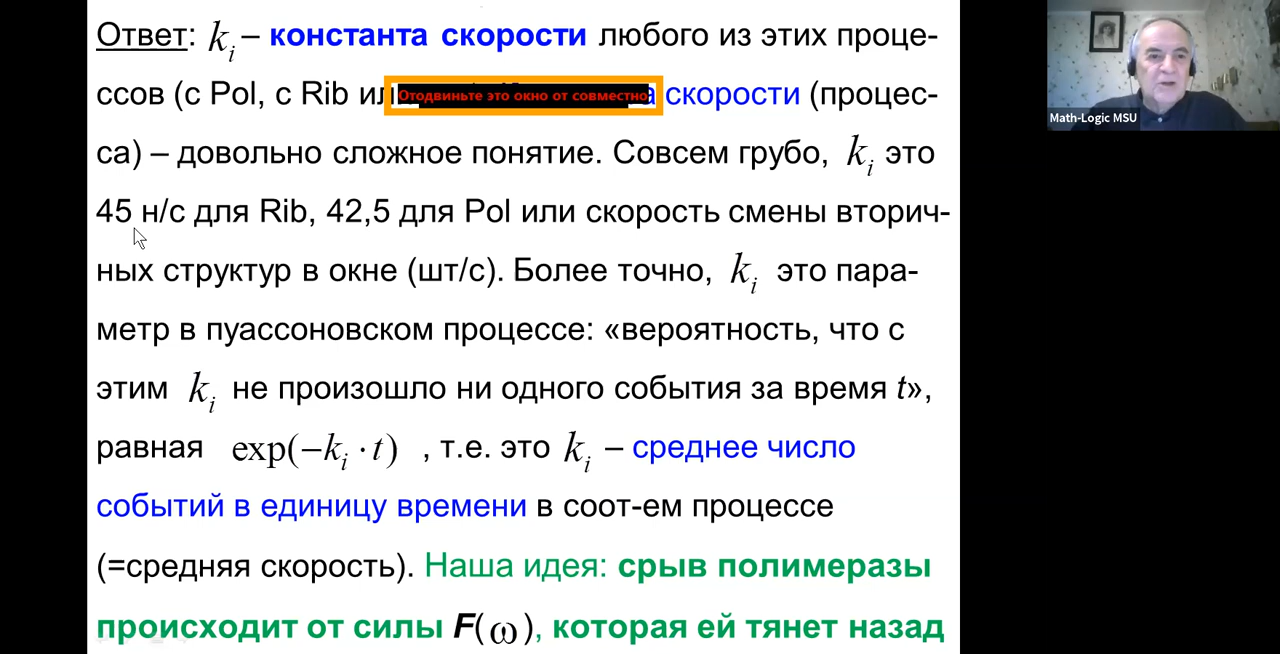 Ответ: kᵢ – константа скорости любого из этих проце-
ссов (с Pol, с Rib ил Отодвиньте это окно от совместно а скорости (процес-
са) – довольно сложное понятие. Совсем грубо, kᵢ это
45 н/с для Rib, 42,5 для Pol или скорость смены вторич-
ных структур в окне (шт/с). Более точно, kᵢ это пара-
метр в пуассоновском процессе: «вероятность, что с
этим kᵢ не произошло ни одного события за время t»,
равная exp(−kᵢ · t) , т.е. это kᵢ – среднее число
событий в единицу времени в соот-ем процессе
(=средняя скорость). Наша идея: срыв полимеразы
происходит от силы F(ω), которая ей тянет назад
Math-Logic MSU